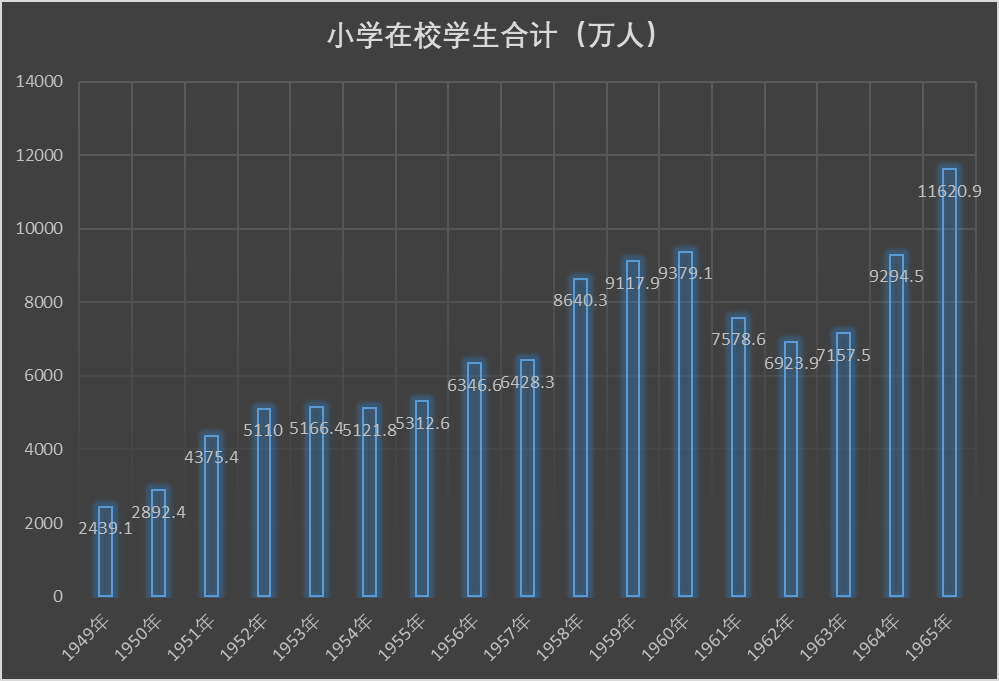 小学在校学生合计（万人）
14000
12000
10000
8000
6000
4000
2000
0
2439.1
2892.4
4375.4
5110
5166.4
5121.8
5312.6
6346.6
6428.3
8640.3
9117.9
9379.1
7578.6
6923.9
7157.5
9294.5
11620.9
1949年
1950年
1951年
1952年
1953年
1954年
1955年
1956年
1957年
1958年
1959年
1960年
1961年
1962年
1963年
1964年
1965年